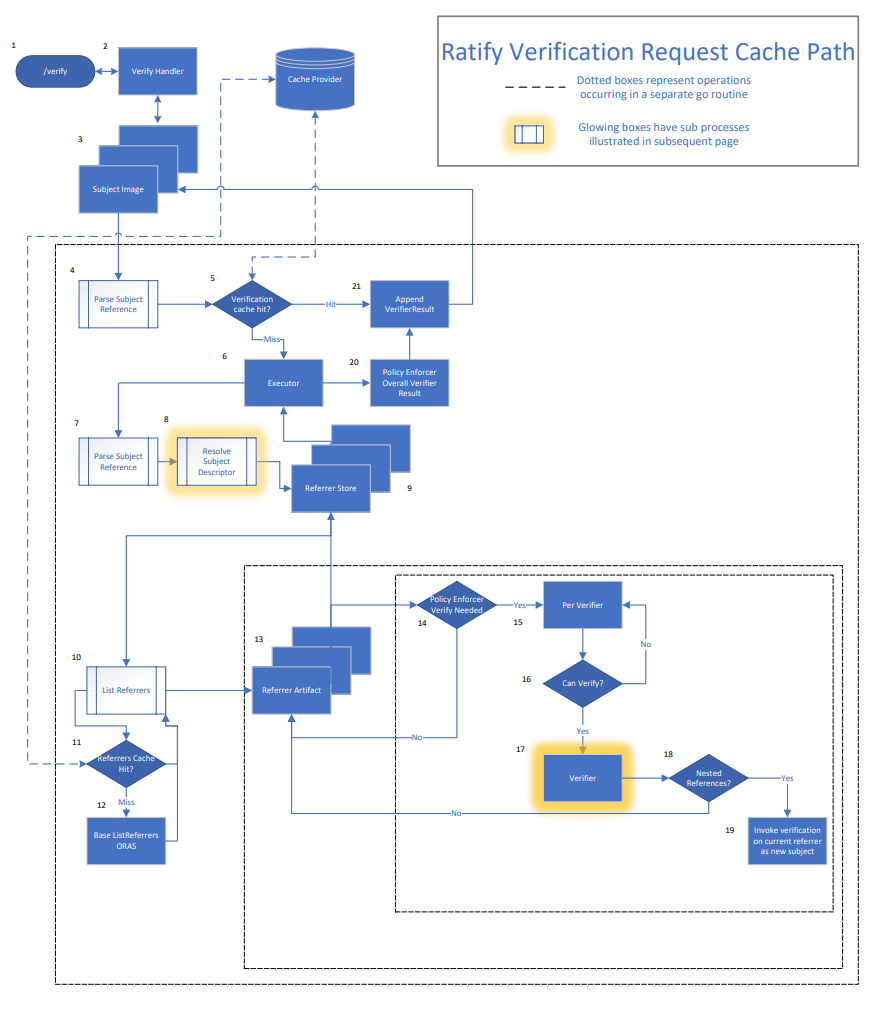 Ratify Verification Request Cache Path
Dotted boxes represent operations
occurring in a separate go routine
Glowing boxes have sub processes
illustrated in subsequent page
1
/verify
2
Verify Handler
Cache Provider
3
Subject Image
4
Parse Subject
Reference
5
Verification
cache hit?
Hit
21
Append
VerifierResult
Miss
6
Executor
20
Policy Enforcer
Overall Verifier
Result
7
Parse Subject
Reference
8
Resolve
Subject
Descriptor
Referrer Store
9
10
List Referrers
11
Referrers Cache
Hit?
Miss
12
Base ListReferrers
ORAS
13
Referrer Artifact
Policy Enforcer
Verify Needed
14
Yes
No
15
Per Verifier
No
16
Can Verify?
Yes
17
Verifier
18
Nested
References?
Yes
No
19
Invoke verification
on current referrer
as new subject